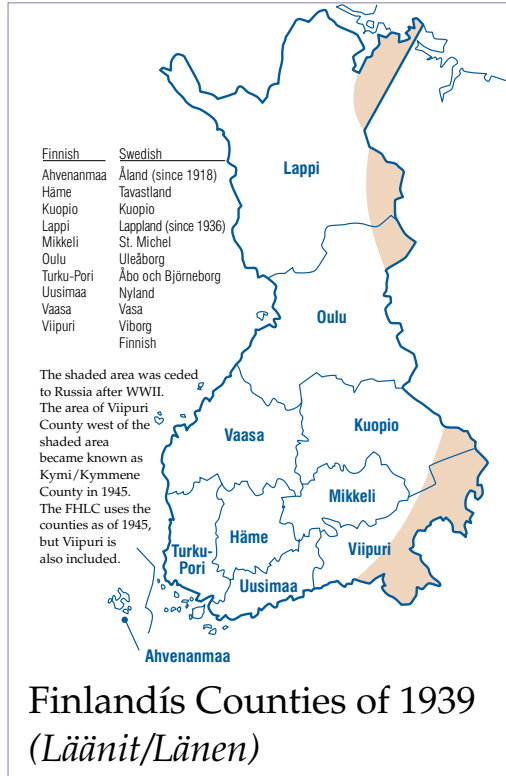 Finnish Swedish
Ahvenanmaa Åland (since 1918)
Häme Tavastland
Kuopio Kuopio
Lappi Lappland (since 1936)
Mikkeli St. Michel
Oulu Uleåborg
Turku-Pori Åbo och Björneborg
Uusimaa Nyland
Vaasa Vasa
Viipuri Viborg
Finnish
The shaded area was ceded
to Russia after WWII.
The area of Viipuri
County west of the
shaded area
became known as
Kymi/Kymmene
County in 1945.
The FHLC uses the
counties as of 1945,
but Viipuri is
also included.
Lappi
Oulu
Vaasa
Kuopio
Mikkeli
Häme
Viipuri
Turku-
Pori
Uusimaa
Ahvenanmaa
Finlandís Counties of 1939
(Läänit/Länen)